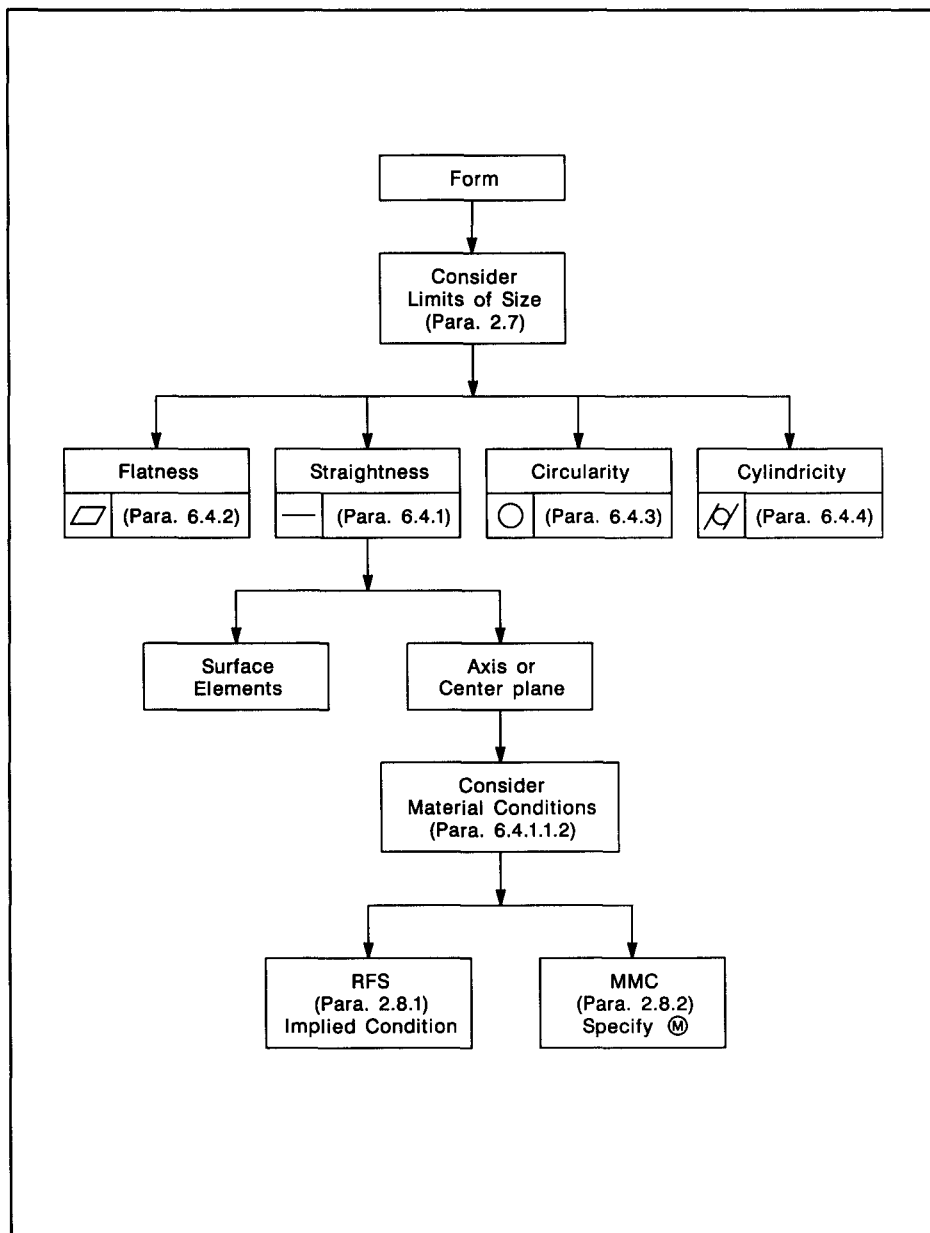 Form
Consider
Limits of Size
(Para. 2.7)
Flatness
(Para. 6.4.2)
Straightness
(Para. 6.4.1)
Circularity
(Para. 6.4.3)
Cylindricity
(Para. 6.4.4)
Surface
Elements
Axis or
Center plane
Consider
Material Conditions
(Para. 6.4.1.1.2)
RFS
(Para. 2.8.1)
Implied Condition
MMC
(Para. 2.8.2)
Specify Ⓜ